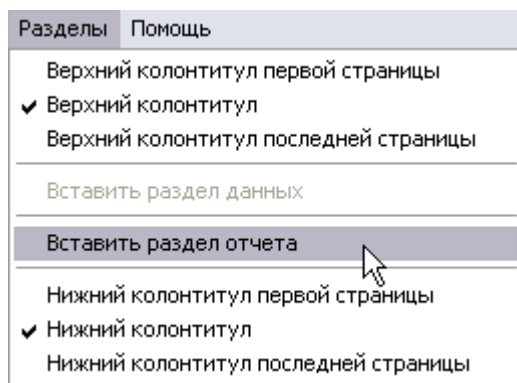 Разделы Помощь
Верхний колонтитул первой страницы
Верхний колонтитул
Верхний колонтитул последней страницы
Вставить раздел данных
Вставить раздел отчета
Нижний колонтитул первой страницы
Нижний колонтитул
Нижний колонтитул последней страницы